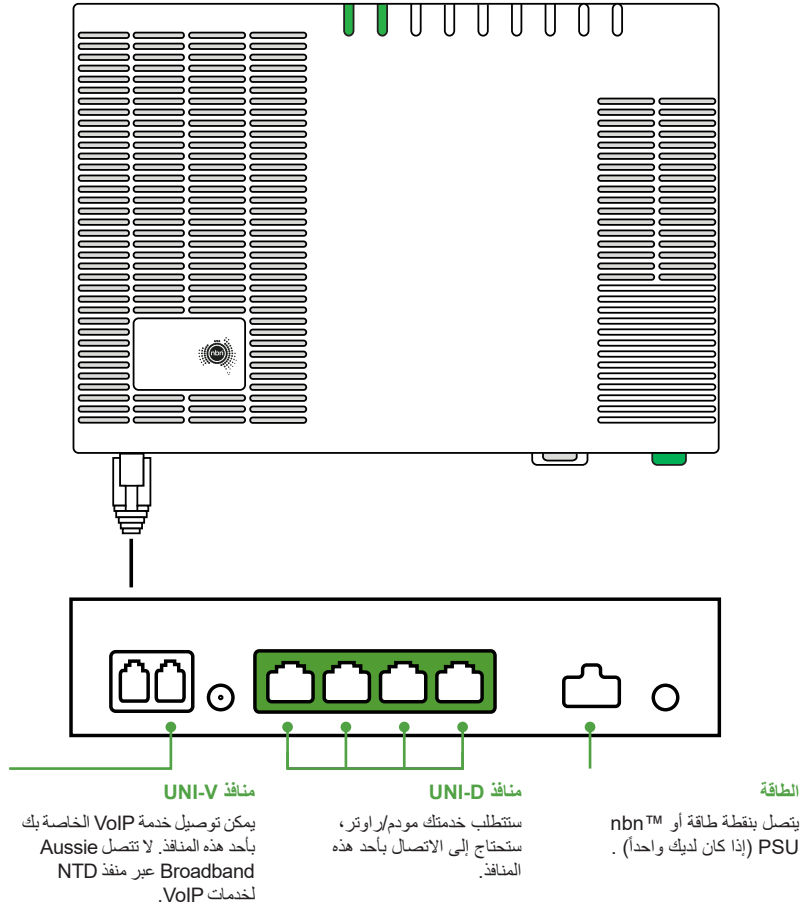 nbn
منافذ UNI-V
يمكن توصيل خدمة VoIP الخاصة بك
بأحد هذه المنافذ. لا تتصل Aussie
Broadband عبر منفذ NTD
لخدمات VoIP.
منافذ UNI-D
ستتطلب خدمتك مودم/راوتر،
ستحتاج إلى الاتصال بأحد هذه
المنافذ.
الطاقة
يتصل بنقطة طاقة أو nbn™
PSU (إذا كان لديك واحداً) .